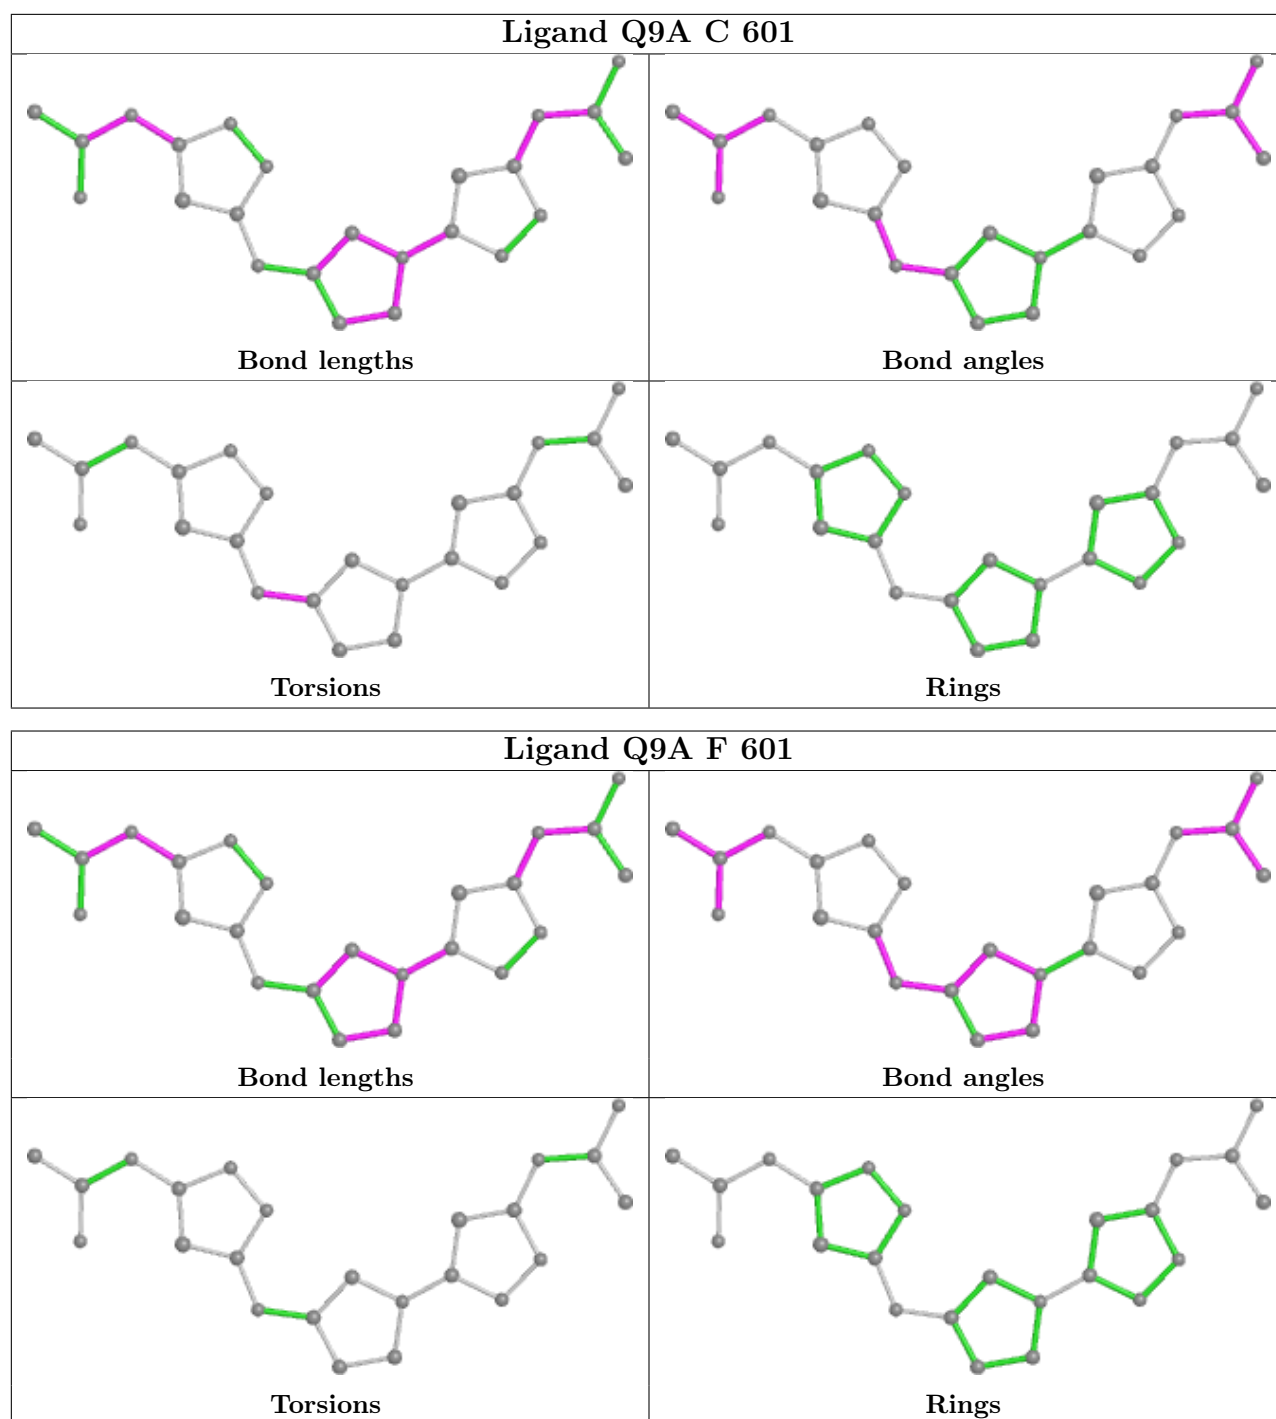 Ligand Q9A C 601
Bond lengths
Bond angles
Torsions
Rings
Ligand Q9A F 601
Bond lengths
Bond angles
Torsions
Rings